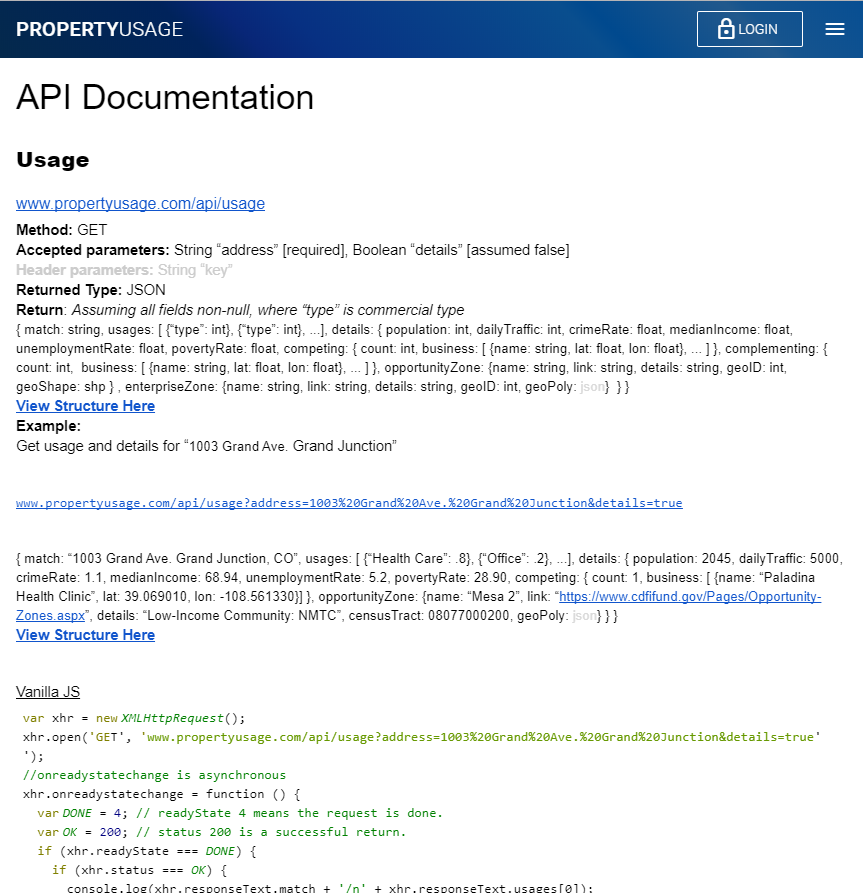 PROPERTYUSAGE
LOGIN
API Documentation
Usage
www.propertyusage.com/api/usage
Method: GET
Accepted parameters: String “address” [required], Boolean “details” [assumed false]
Header parameters: String “key”
Returned Type: JSON
Return: Assuming all fields non-null, where “type” is commercial type
{ match: string, usages: [ {“type”: int}, {“type”: int}, ...], details: { population: int, dailyTraffic: int, crimeRate: float, medianIncome: float,
unemploymentRate: float, povertyRate: float, competing: { count: int, business: [ {name: string, lat: float, lon: float}, ... ] }, complementing: {
count: int,  business: [ {name: string, lat: float, lon: float}, ... ] }, opportunityZone: {name: string, link: string, details: string, geoID: int,
geoShape: shp } , enterpriseZone: {name: string, link: string, details: string, geoID: int, geoPoly: json}  } }
View Structure Here
Example:
Get usage and details for “1003 Grand Ave. Grand Junction”
www.propertyusage.com/api/usage?address=1003%20Grand%20Ave.%20Grand%20Junction&details=true
{ match: “1003 Grand Ave. Grand Junction, CO”, usages: [ {“Health Care”: .8}, {“Office”: .2}, ...], details: { population: 2045, dailyTraffic: 5000,
crimeRate: 1.1, medianIncome: 68.94, unemploymentRate: 5.2, povertyRate: 28.90, competing: { count: 1, business: [ {name: “Paladina
Health Clinic”, lat: 39.069010, lon: -108.561330}] }, opportunityZone: {name: “Mesa 2”, link: “https://www.cdfifund.gov/Pages/Opportunity-
Zones.aspx”, details: “Low-Income Community: NMTC”, censusTract: 08077000200, geoPoly: json} } }
View Structure Here
Vanilla JS
var xhr = new XMLHttpRequest();
xhr.open('GET', 'www.propertyusage.com/api/usage?address=1003%20Grand%20Ave.%20Grand%20Junction&details=true'
');
//onreadystatechange is asynchronous
xhr.onreadystatechange = function () {
var DONE = 4; // readyState 4 means the request is done.
var OK = 200; // status 200 is a successful return.
if (xhr.readyState === DONE) {
if (xhr.status === OK) {
console.log(xhr.responseText.match + '/n' + xhr.responseText.usages[0]);